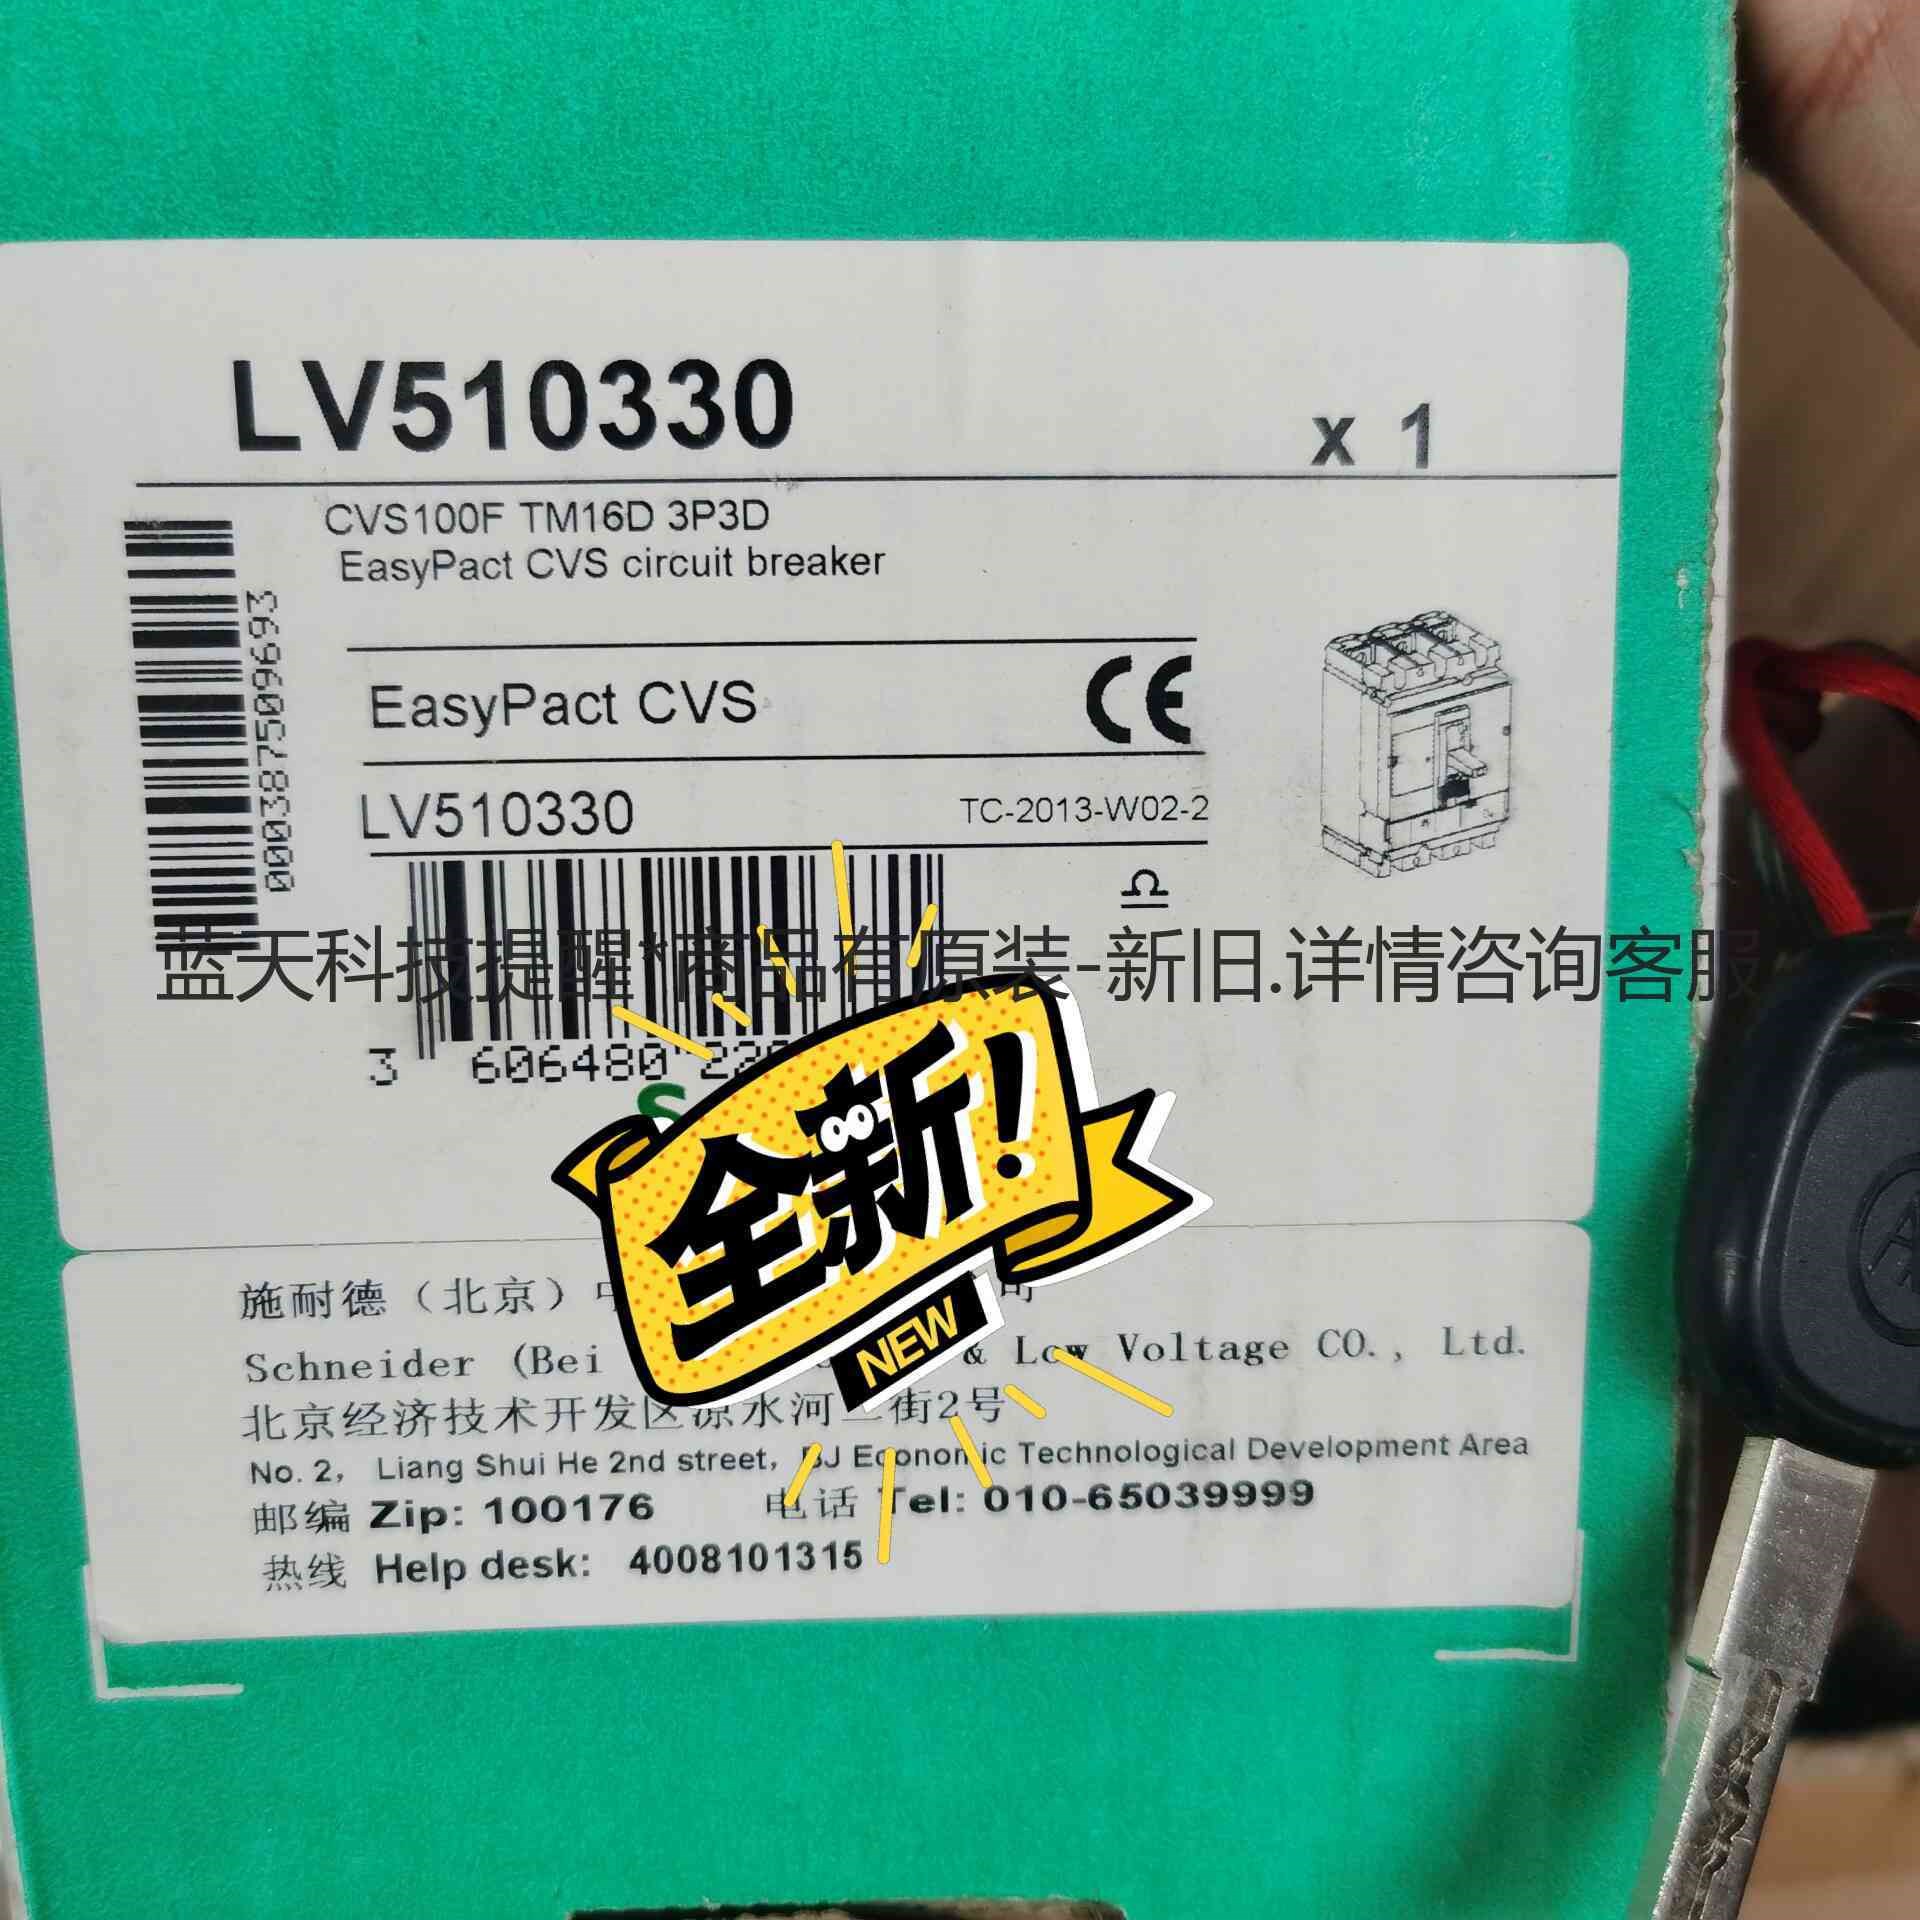 LV510330
x 1
CVS100F TM16D 3P3D
EasyPact CVS circuit breaker
00038750969З
EasyPact CVS
CE
LV510330
TC-2013-W02-2
蓝天科技提醒*商品有原装-新旧.详情咨询客服
3 606480
全新!
NEW
施耐德（北京）
Schneider (Bei & Low Voltage CO., Ltd.
北京经济技术开发区凉水河二街2号
No. 2, Liang Shui He 2nd street, BJ Economic Technological Development Area
邮编 Zip: 100176 电话 Tel: 010-65039999
热线 Help desk: 4008101315